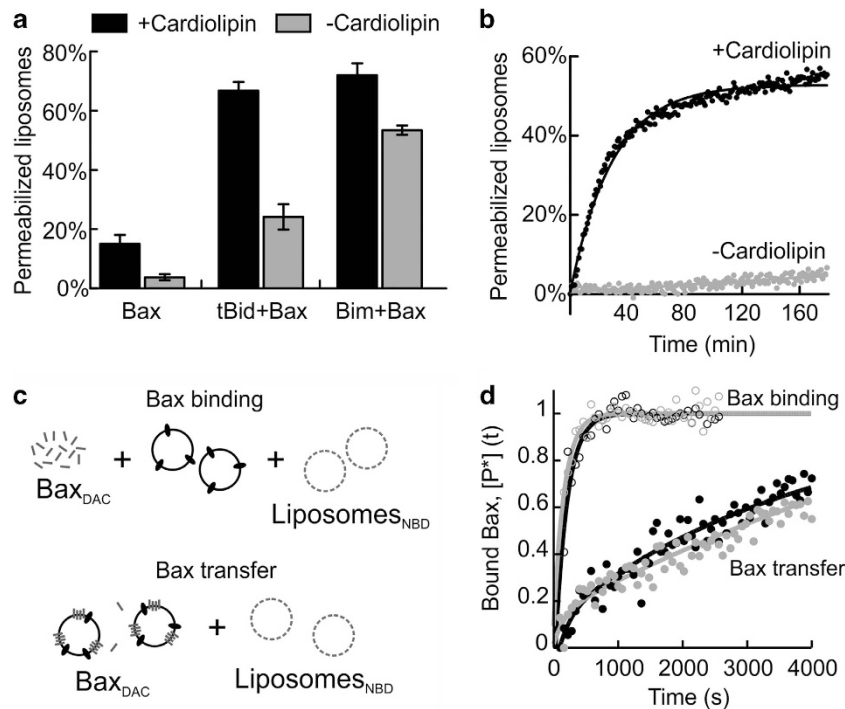 a
+Cardiolipin -Cardiolipin
Permeabilized liposomes
80%
60%
40%
20%
0%
Bax tBid+Bax Bim+Bax
b
Permeabilized liposomes
60%
40%
20%
0%
+Cardiolipin
-Cardiolipin
40 80 120 160
Time (min)
c
Bax binding
+ +
BaxDAC LiposomesNBD
Bax transfer
+
BaxDAC LiposomesNBD
d
Bound Bax, [P*] (t)
1
0.8
0.6
0.4
0.2
0
Bax binding
Bax transfer
0 1000 2000 3000 4000
Time (s)